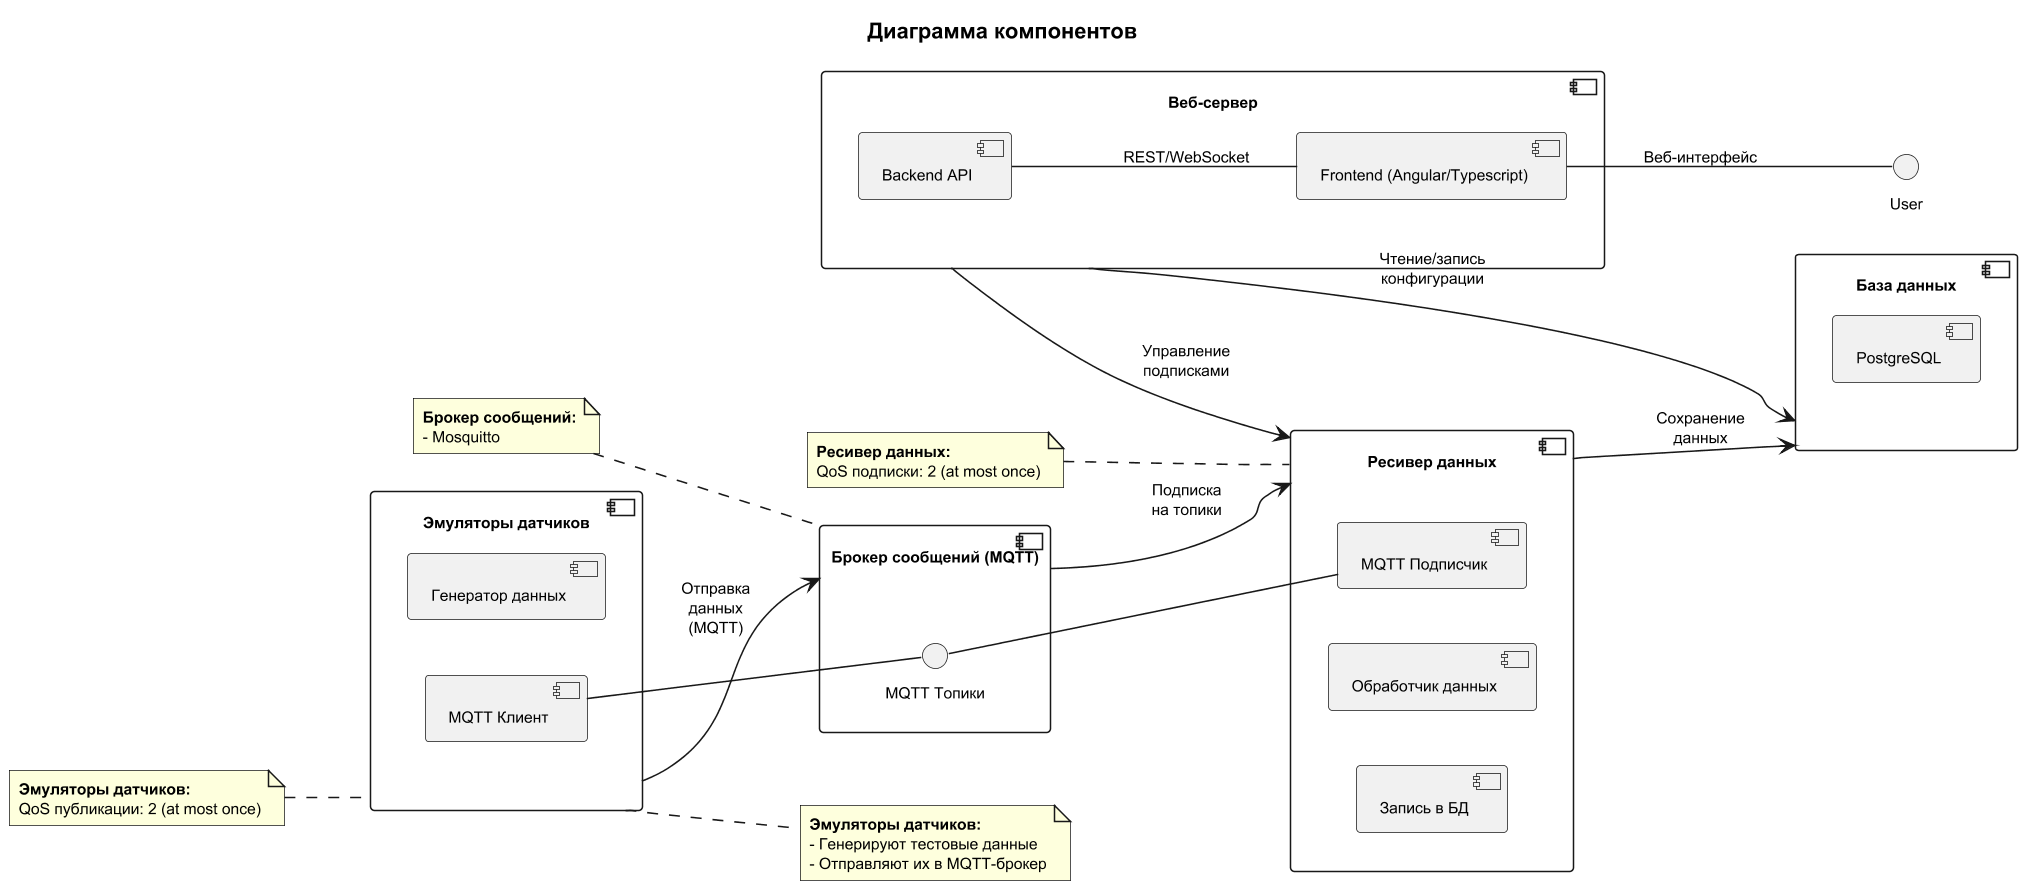 Диаграмма компонентов
Веб-сервер
Backend API
REST/WebSocket
Frontend (Angular/Typescript)
Веб-интерфейс
User
Чтение/запись
конфигурации
База данных
PostgreSQL
Управление
подписками
Сохранение
данных
Брокер сообщений:
- Mosquitto
Ресивер данных:
QoS подписки: 2 (at most once)
Ресивер данных
Подписка
на топики
Эмуляторы датчиков
Генератор данных
MQTT Клиент
Отправка
данных
(MQTT)
Брокер сообщений (MQTT)
MQTT Топики
MQTT Подписчик
Обработчик данных
Запись в БД
Эмуляторы датчиков:
QoS публикации: 2 (at most once)
Эмуляторы датчиков:
- Генерируют тестовые данные
- Отправляют их в MQTT-брокер